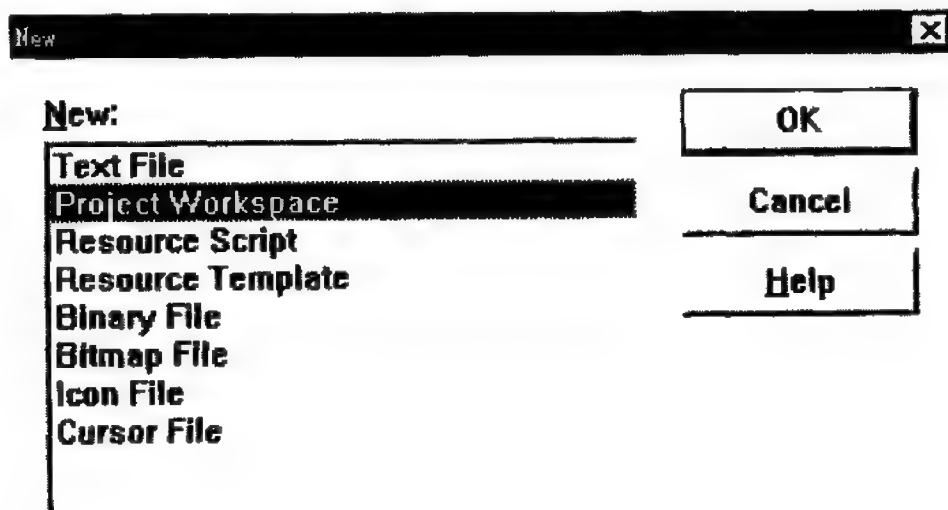 New
New:
OK
Text File
Project Workspace
Cancel
Resource Script
Resource Template
Help
Binary File
Bitmap File
Icon File
Cursor File